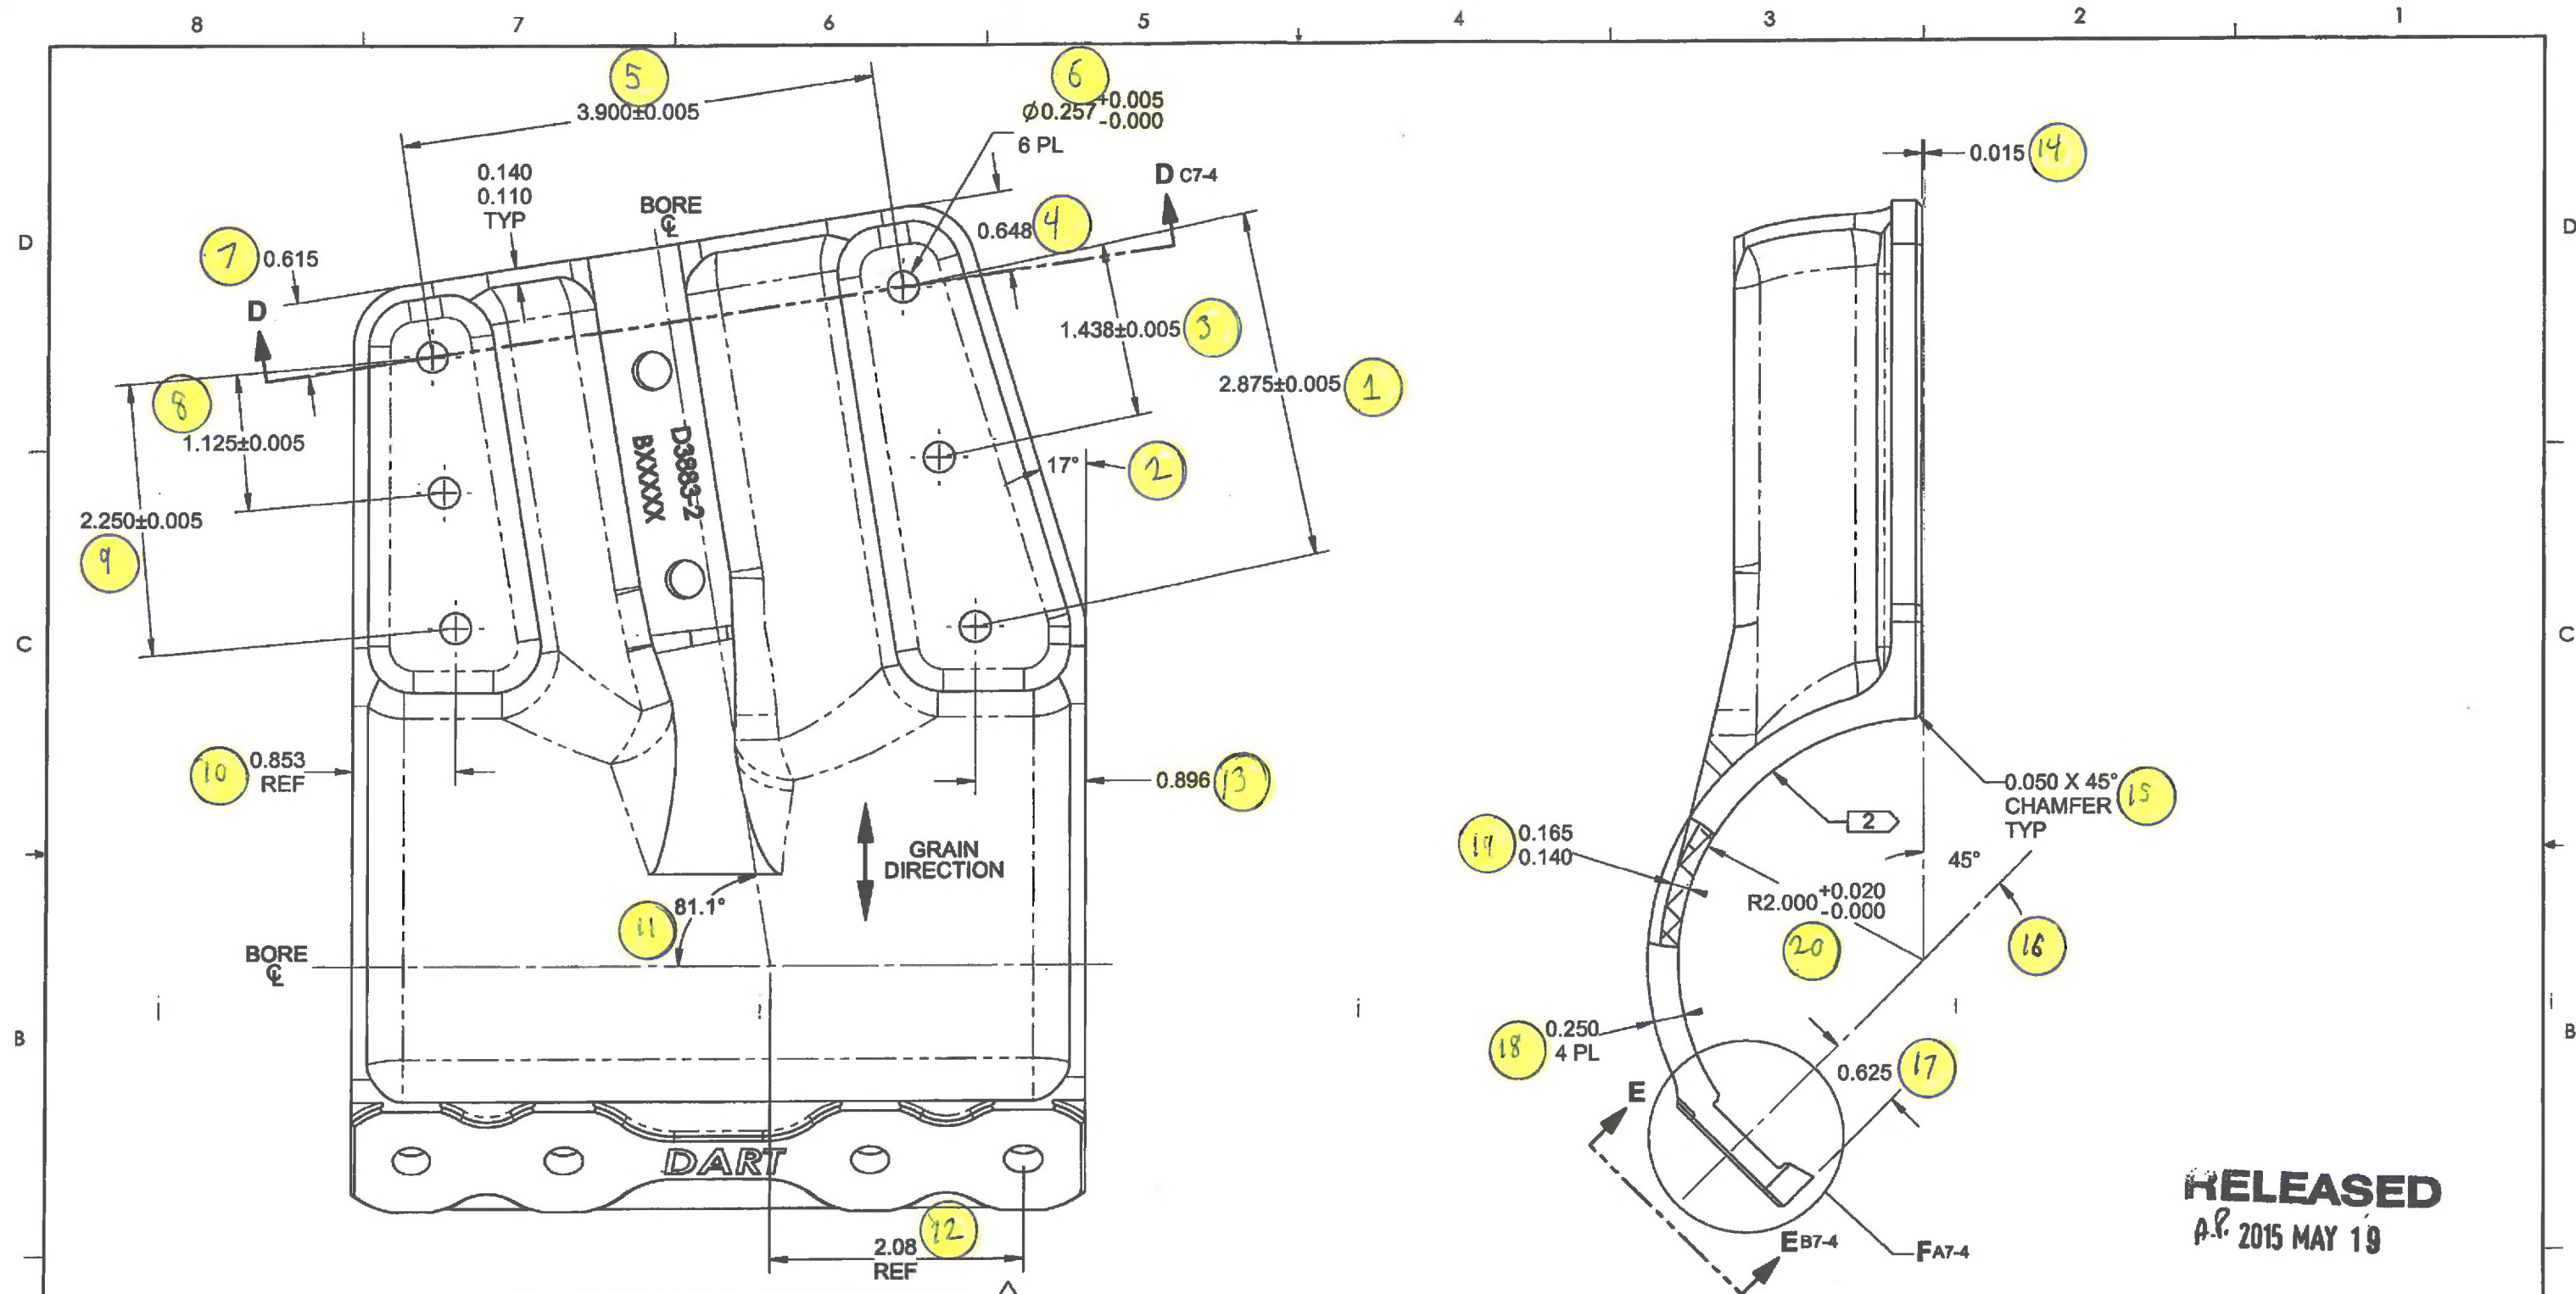 8 7 6 5 4 3 2 1
5
3.900±0.005
6
Ø0.257 +0.005 -0.000
6 PL
0.140
0.110
TYP
BORE
℄
D C7-4
0.015 14
D
D
7 0.615
0.648 4
D
1.438±0.005 3
2.875±0.005 1
8
1.125±0.005
17° 2
D3883-2
BXXXX
2.250±0.005
9
C
C
10 0.853
REF
0.896 13
0.050 X 45°
CHAMFER
TYP
15
2
19 0.165
0.140
45°
GRAIN
DIRECTION
R2.000 +0.020 -0.000
20
16
11 81.1°
BORE
℄
B
B
18 0.250
4 PL
0.625 17
E
DART
RELEASED
A.P. 2015 MAY 19
12
2.08
REF
E B7-4
F A7-4